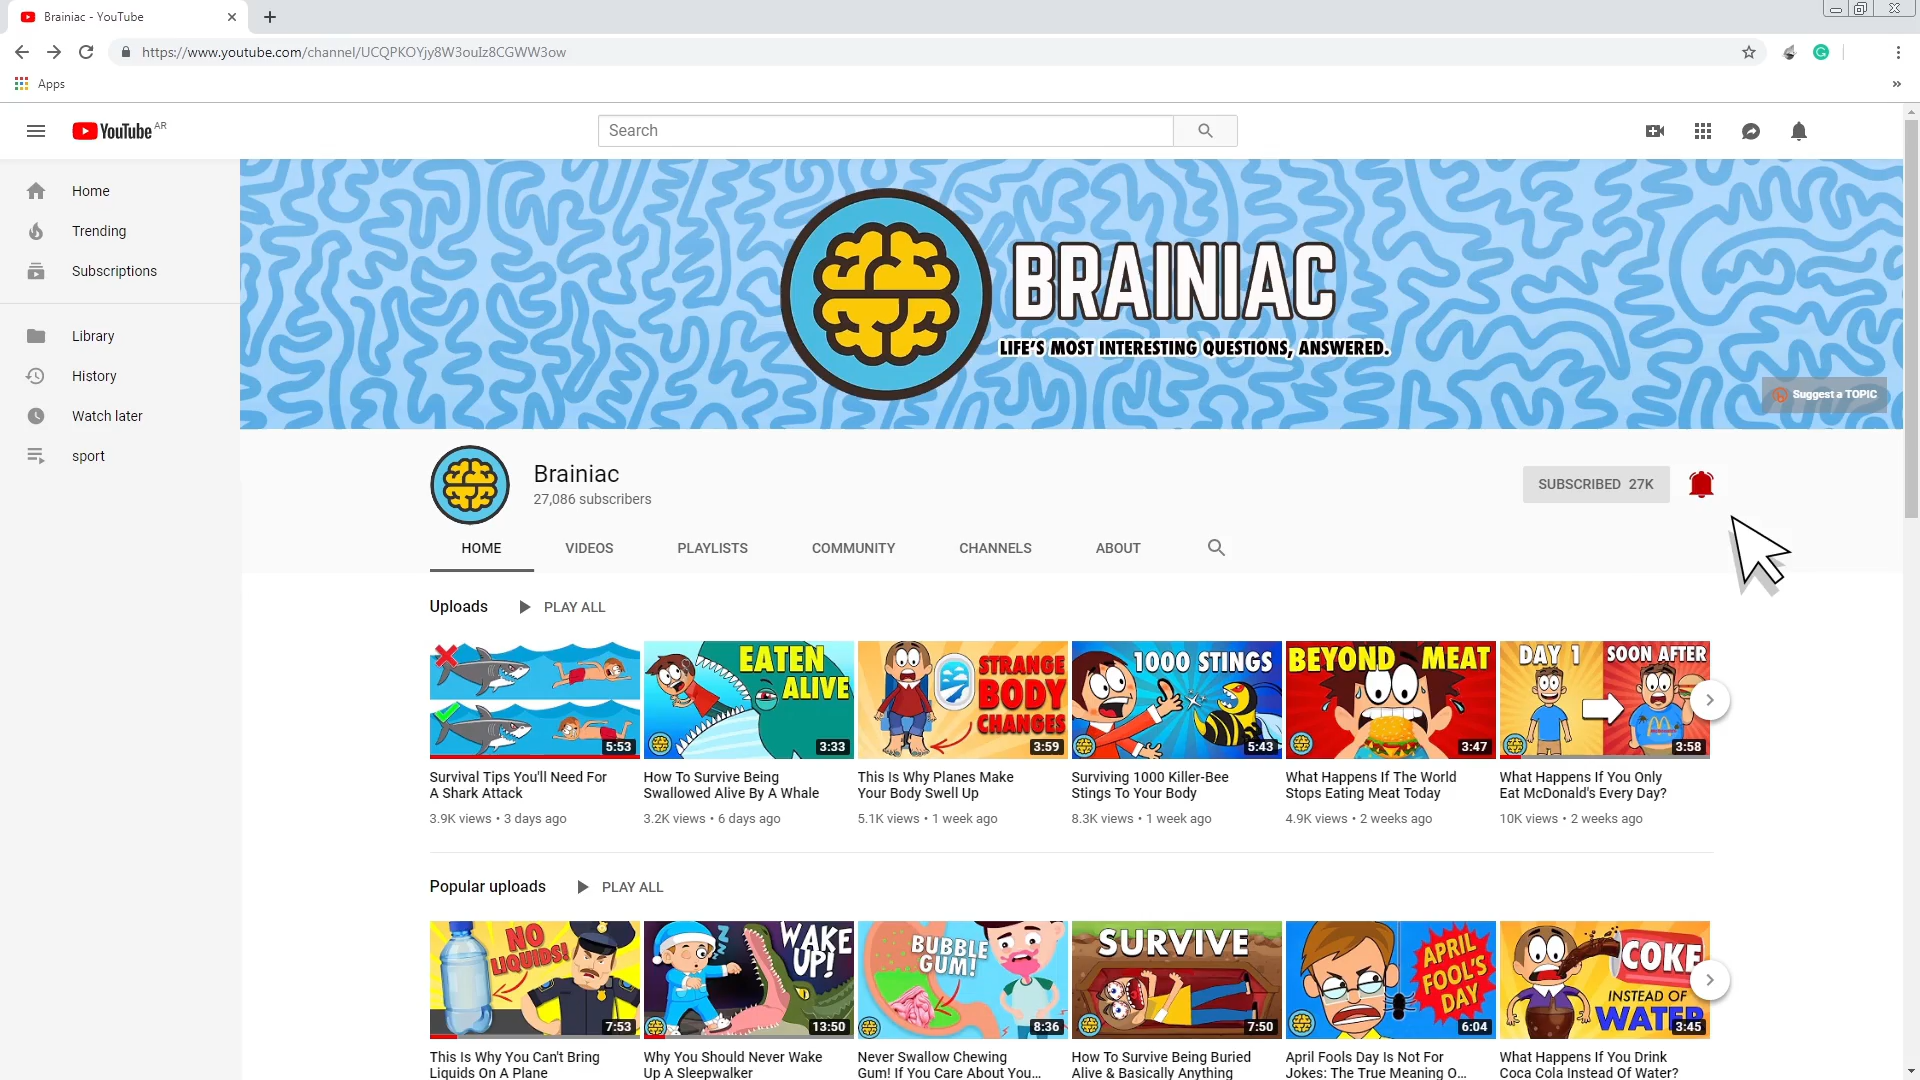 Brainiac - YouTube
https://www.youtube.com/channel/UCQPKOYjy8W3ouIz8CGWW3ow
Apps
YouTube AR
Search
Home
Trending
Subscriptions
Library
History
Watch later
sport
BRAINIAC
LIFE'S MOST INTERESTING QUESTIONS, ANSWERED.
Suggest a TOPIC
Brainiac
27,086 subscribers
SUBSCRIBED 27K
HOME VIDEOS PLAYLISTS COMMUNITY CHANNELS ABOUT
Uploads PLAY ALL
5:53
EATEN
ALIVE
3:33
STRANGE
BODY
CHANGES
3:59
1000 STINGS
5:43
BEYOND MEAT
3:47
DAY 1 SOON AFTER
3:58
Survival Tips You'll Need For
A Shark Attack
3.9K views • 3 days ago
How To Survive Being
Swallowed Alive By A Whale
3.2K views • 6 days ago
This Is Why Planes Make
Your Body Swell Up
5.1K views • 1 week ago
Surviving 1000 Killer-Bee
Stings To Your Body
8.3K views • 1 week ago
What Happens If The World
Stops Eating Meat Today
4.9K views • 2 weeks ago
What Happens If You Only
Eat McDonald's Every Day?
10K views • 2 weeks ago
Popular uploads PLAY ALL
NO
LIQUIDS!
7:53
WAKE
UP!
13:50
BUBBLE
GUM!
8:36
SURVIVE
7:50
APRIL
FOOL'S
DAY
6:04
COKE
INSTEAD OF
WATER
3:45
This Is Why You Can't Bring
Liquids On A Plane
Why You Should Never Wake
Up A Sleepwalker
Never Swallow Chewing
Gum! If You Care About You...
How To Survive Being Buried
Alive & Basically Anything
April Fools Day Is Not For
Jokes: The True Meaning O...
What Happens If You Drink
Coca Cola Instead Of Water?